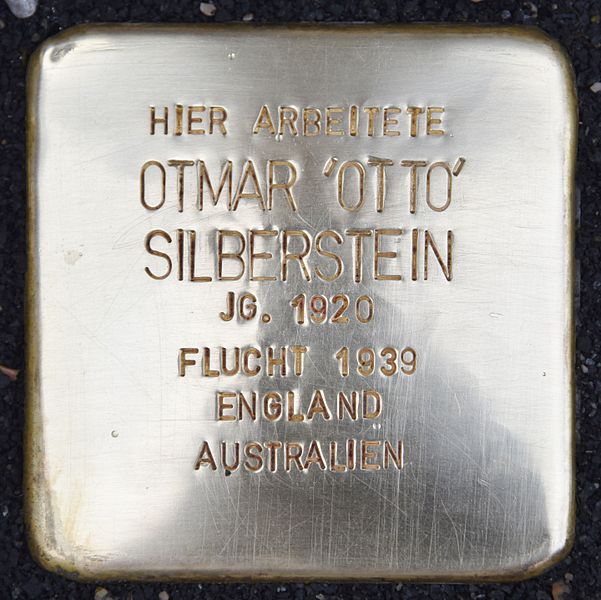 HIER ARBEITETE
OTMAR 'OTTO'
SILBERSTEIN
JG. 1920
FLUCHT 1939
ENGLAND
AUSTRALIEN